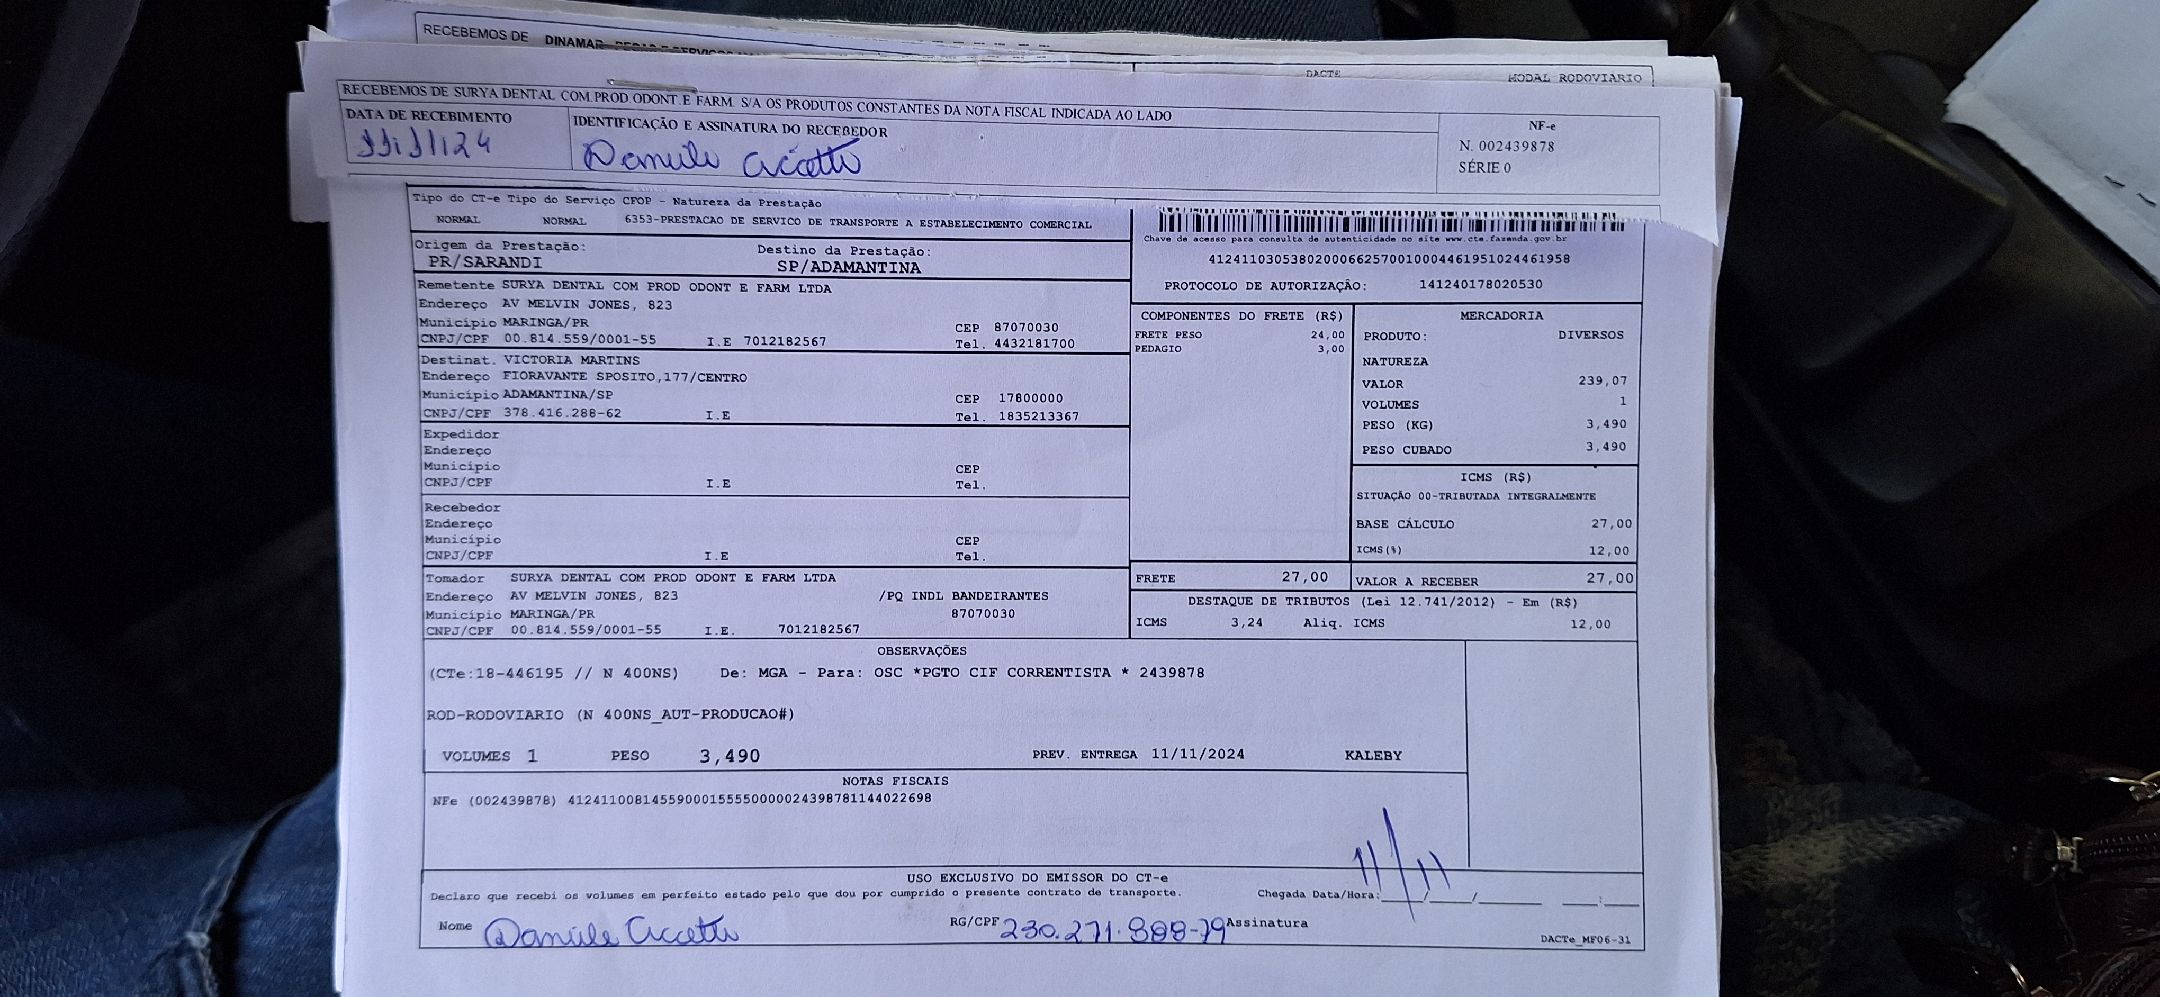 RECEBEMOS DE DINAMAR
DACTE
MODAL RODOVIÁRIO
RECEBEMOS DE SURYA DENTAL COM PROD ODONT E FARM. S/A OS PRODUTOS CONSTANTES DA NOTA FISCAL INDICADA AO LADO
DATA DE RECEBIMENTO
11/11/24
IDENTIFICAÇÃO E ASSINATURA DO RECEBEDOR
NF-e
N. 002439878
SÉRIE 0
Tipo do CT-e Tipo do Serviço CFOP - Natureza da Prestação
NORMAL NORMAL 6353-PRESTACAO DE SERVICO DE TRANSPORTE A ESTABELECIMENTO COMERCIAL
Origem da Prestação: Destino da Prestação:
PR/SARANDI SP/ADAMANTINA
Chave de acesso para consulta de autenticidade no site www.cte.fazenda.gov.br
41241103053802000662570010004461951024461958
PROTOCOLO DE AUTORIZAÇÃO: 141240178020530
Remetente SURYA DENTAL COM PROD ODONT E FARM LTDA
Endereço AV MELVIN JONES, 823
Município MARINGA/PR CEP 87070030
CNPJ/CPF 00.814.559/0001-55 I.E 7012182567 Tel. 4432181700
Destinat. VICTORIA MARTINS
Endereço FIORAVANTE SPOSITO,177/CENTRO
Município ADAMANTINA/SP CEP 17800000
CNPJ/CPF 378.416.288-62 I.E Tel. 1835213367
Expedidor
Endereço
Município CEP
CNPJ/CPF I.E Tel.
Recebedor
Endereço
Município CEP
CNPJ/CPF I.E Tel.
Tomador SURYA DENTAL COM PROD ODONT E FARM LTDA
Endereço AV MELVIN JONES, 823 /PQ INDL BANDEIRANTES
Município MARINGA/PR 87070030
CNPJ/CPF 00.814.559/0001-55 I.E. 7012182567
COMPONENTES DO FRETE (R$)
FRETE PESO 24,00
PEDAGIO 3,00
MERCADORIA
PRODUTO: DIVERSOS
NATUREZA
VALOR 239,07
VOLUMES 1
PESO (KG) 3,490
PESO CUBADO 3,490
ICMS (R$)
SITUAÇÃO 00-TRIBUTADA INTEGRALMENTE
BASE CÁLCULO 27,00
ICMS(%) 12,00
FRETE 27,00 VALOR A RECEBER 27,00
DESTAQUE DE TRIBUTOS (Lei 12.741/2012) - Em (R$)
ICMS 3,24 Aliq. ICMS 12,00
OBSERVAÇÕES
(CTe:18-446195 // N 400NS) De: MGA - Para: OSC *PGTO CIF CORRENTISTA * 2439878
ROD-RODOVIARIO (N 400NS_AUT-PRODUCAO#)
VOLUMES 1 PESO 3,490 PREV. ENTREGA 11/11/2024 KALEBY
NOTAS FISCAIS
NFe (002439878) 41241100814559000155550000024398781144022698
11/11
USO EXCLUSIVO DO EMISSOR DO CT-e
Declaro que recebi os volumes em perfeito estado pelo que dou por cumprido o presente contrato de transporte. Chegada Data/Hora:____/____/______ ___:___
Nome RG/CPF 230.271.898-79 Assinatura
DACTe_MF06-31